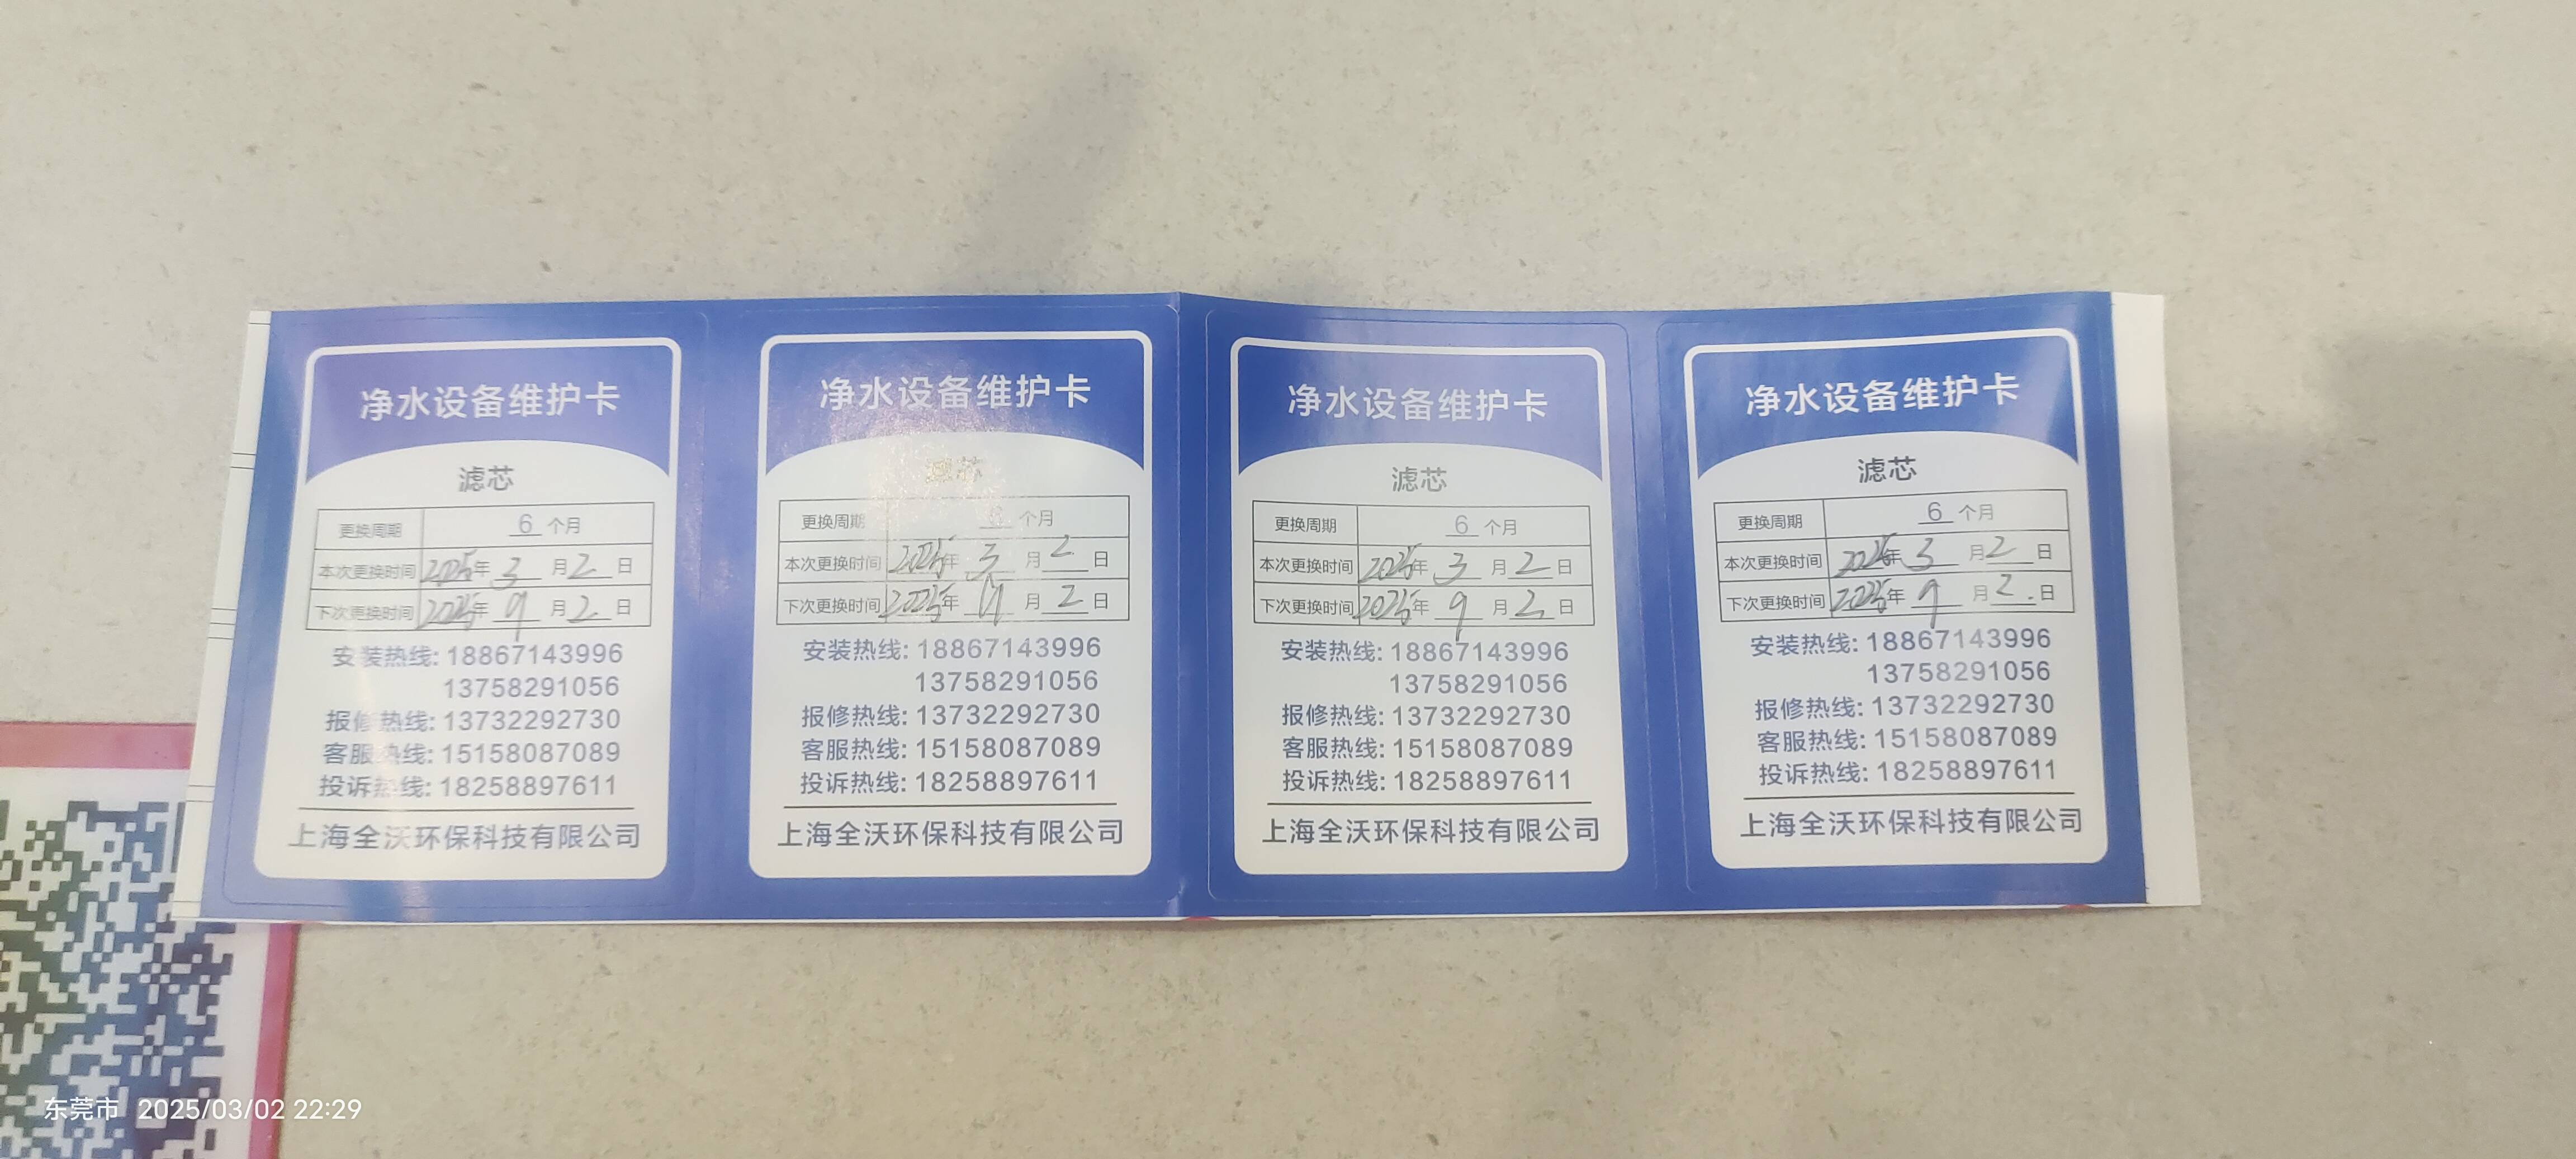 净水设备维护卡
滤芯
更换周期 6 个月
本次更换时间 2025年 3 月 2 日
下次更换时间 2025年 9 月 2 日
安装热线: 18867143996
13758291056
报修热线: 13732292730
客服热线: 15158087089
投诉热线: 18258897611
上海全沃环保科技有限公司
净水设备维护卡
滤芯
更换周期 6 个月
本次更换时间 2025年 3 月 2 日
下次更换时间 2025年 9 月 2 日
安装热线: 18867143996
13758291056
报修热线: 13732292730
客服热线: 15158087089
投诉热线: 18258897611
上海全沃环保科技有限公司
净水设备维护卡
滤芯
更换周期 6 个月
本次更换时间 2025年 3 月 2 日
下次更换时间 2025年 9 月 2 日
安装热线: 18867143996
13758291056
报修热线: 13732292730
客服热线: 15158087089
投诉热线: 18258897611
上海全沃环保科技有限公司
净水设备维护卡
滤芯
更换周期 6 个月
本次更换时间 2025年 3 月 2 日
下次更换时间 2025年 9 月 2 日
安装热线: 18867143996
13758291056
报修热线: 13732292730
客服热线: 15158087089
投诉热线: 18258897611
上海全沃环保科技有限公司
东莞市 2025/03/02 22:29